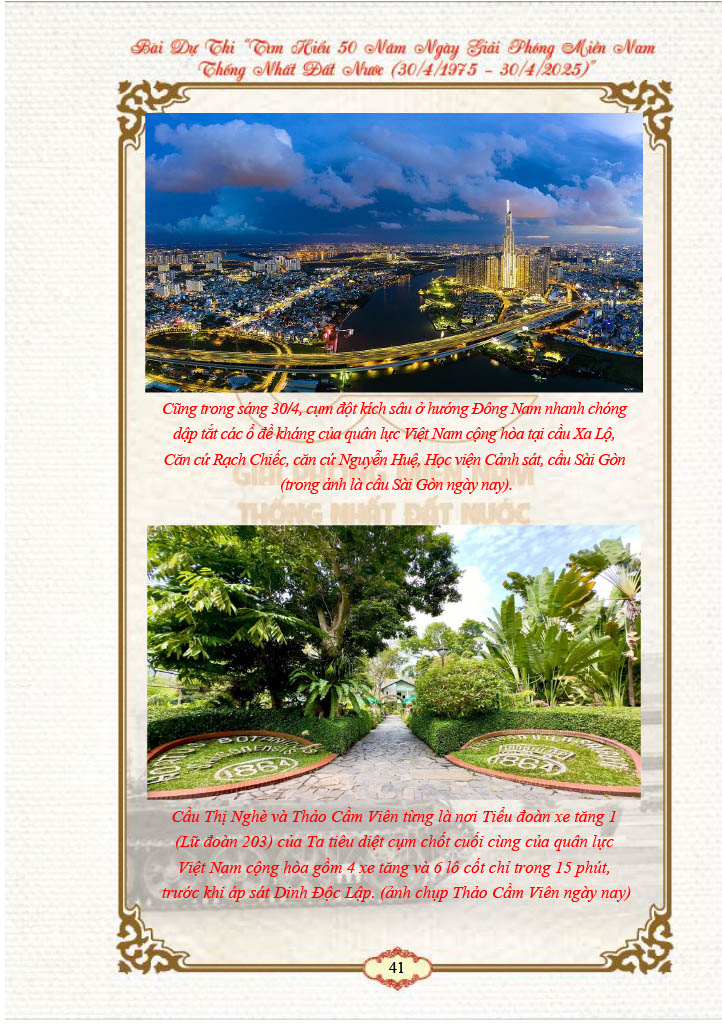 Bài Dự Thi “Tìm Hiểu 50 Năm Ngày Giải Phóng Miền Nam
Thống Nhất Đất Nước (30/4/1975 – 30/4/2025)”
Cũng trong sáng 30/4, cụm đột kích sâu ở hướng Đông Nam nhanh chóng
dập tắt các ổ đề kháng của quân lực Việt Nam cộng hòa tại cầu Xa Lộ,
Căn cứ Rạch Chiếc, căn cứ Nguyễn Huệ, Học viện Cảnh sát, cầu Sài Gòn
(trong ảnh là cầu Sài Gòn ngày nay).
THỐNG NHẤT ĐẤT NƯỚC
1864
1864
Cầu Thị Nghè và Thảo Cầm Viên từng là nơi Tiểu đoàn xe tăng 1
(Lữ đoàn 203) của Ta tiêu diệt cụm chốt cuối cùng của quân lực
Việt Nam cộng hòa gồm 4 xe tăng và 6 lô cốt chỉ trong 15 phút,
trước khi áp sát Dinh Độc Lập. (ảnh chụp Thảo Cầm Viên ngày nay)
41